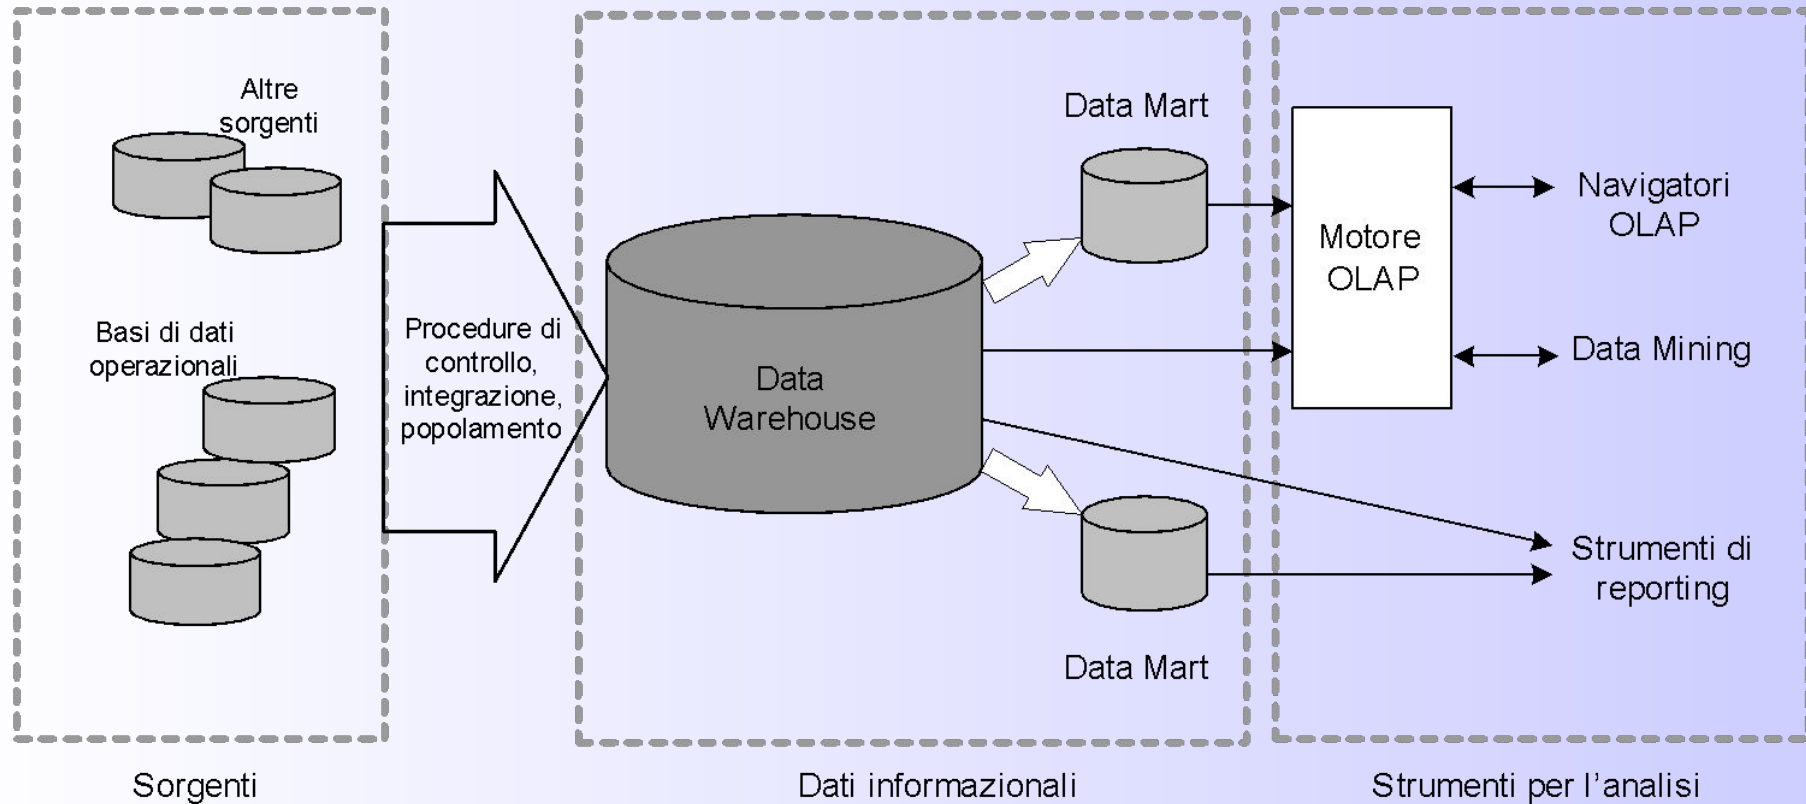 Altre
sorgenti
Basi di dati
operazionali
Procedure di
controllo,
integrazione,
popolamento
Data
Warehouse
Data Mart
Data Mart
Motore
OLAP
Navigatori
OLAP
Data Mining
Strumenti di
reporting
Sorgenti
Dati informazionali
Strumenti per l'analisi